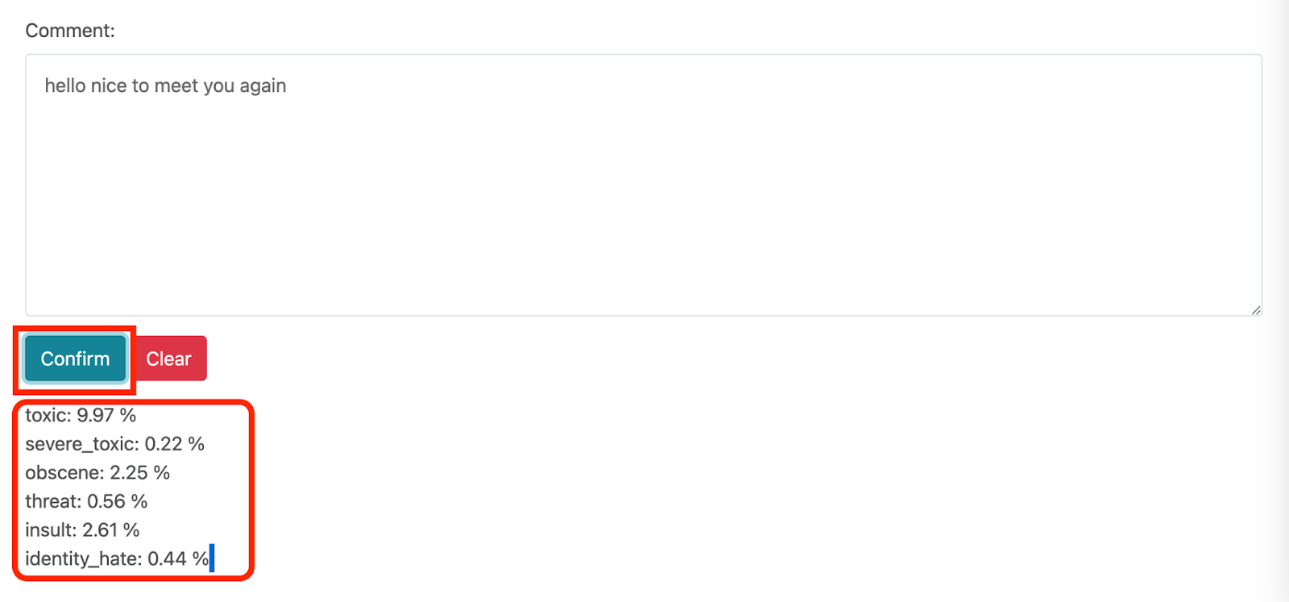 Comment:
hello nice to meet you again
Confirm Clear
toxic: 9.97 %
severe_toxic: 0.22 %
obscene: 2.25 %
threat: 0.56 %
insult: 2.61 %
identity_hate: 0.44 %